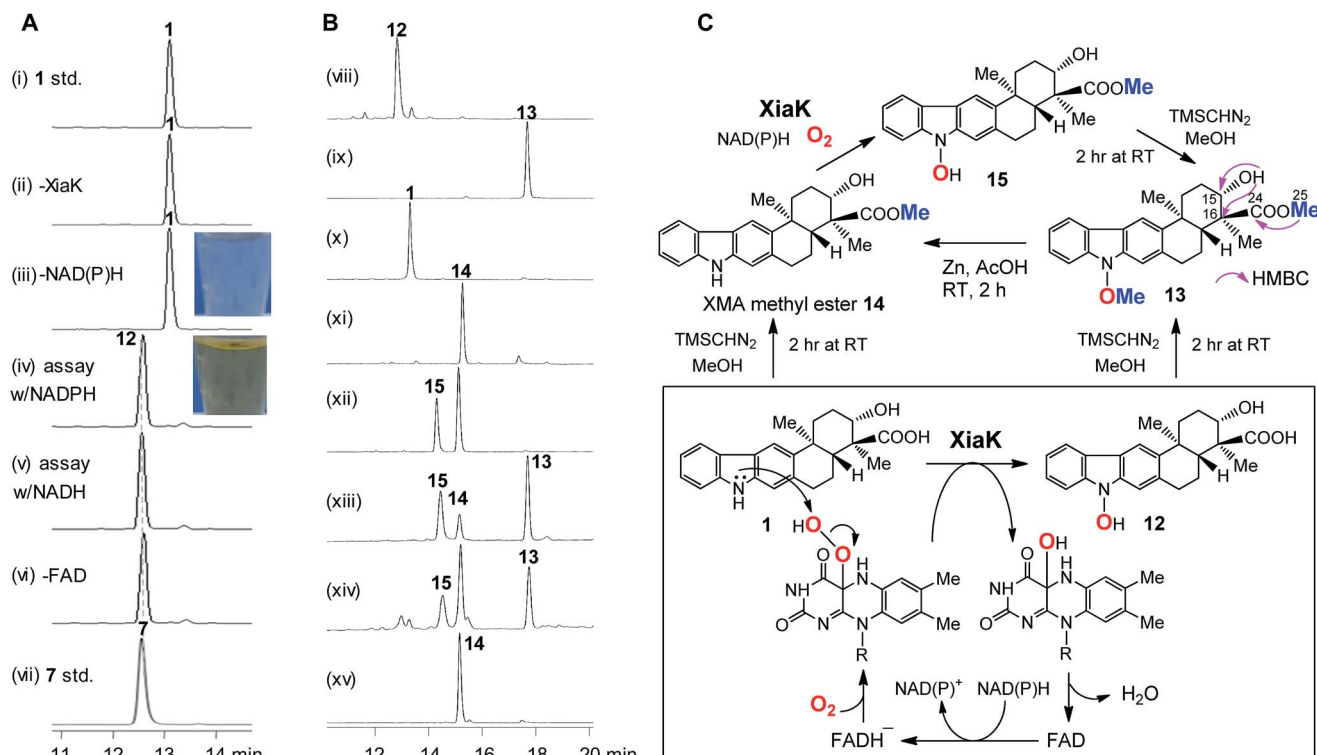 A
1
(i) 1 std.
1
(ii) -XiaK
1
(iii) -NAD(P)H
12
(iv) assay
w/NADPH
(v) assay
w/NADH
(vi) -FAD
7
(vii) 7 std.
11 12 13 14 min
B
12
(viii)
13
(ix)
1
(x)
14
(xi)
15
(xii)
13
15
14
(xiii)
13
15
(xiv)
14
(xv)
12 14 16 18 20 min
C
OH
Me
COOMe
Me
H
N
OH
15
XiaK
NAD(P)H O2
TMSCHN2
MeOH
2 hr at RT
OH
Me
COOMe
Me
H
N
H
XMA methyl ester 14
Zn, AcOH
RT, 2 h
OH
Me
15
24
25
16
COOMe
Me
H
N
OMe
13
HMBC
TMSCHN2
MeOH
2 hr at RT
TMSCHN2
MeOH
2 hr at RT
OH
Me
COOH
Me
H
N
H
1
XiaK
OH
Me
COOH
Me
H
N
OH
12
HO
O
O
H
N
NH
Me
Me
O
N
N
R
OH
O
H
N
NH
Me
Me
O
N
N
R
O2
NAD(P)+
NAD(P)H
H2O
FADH−
FAD